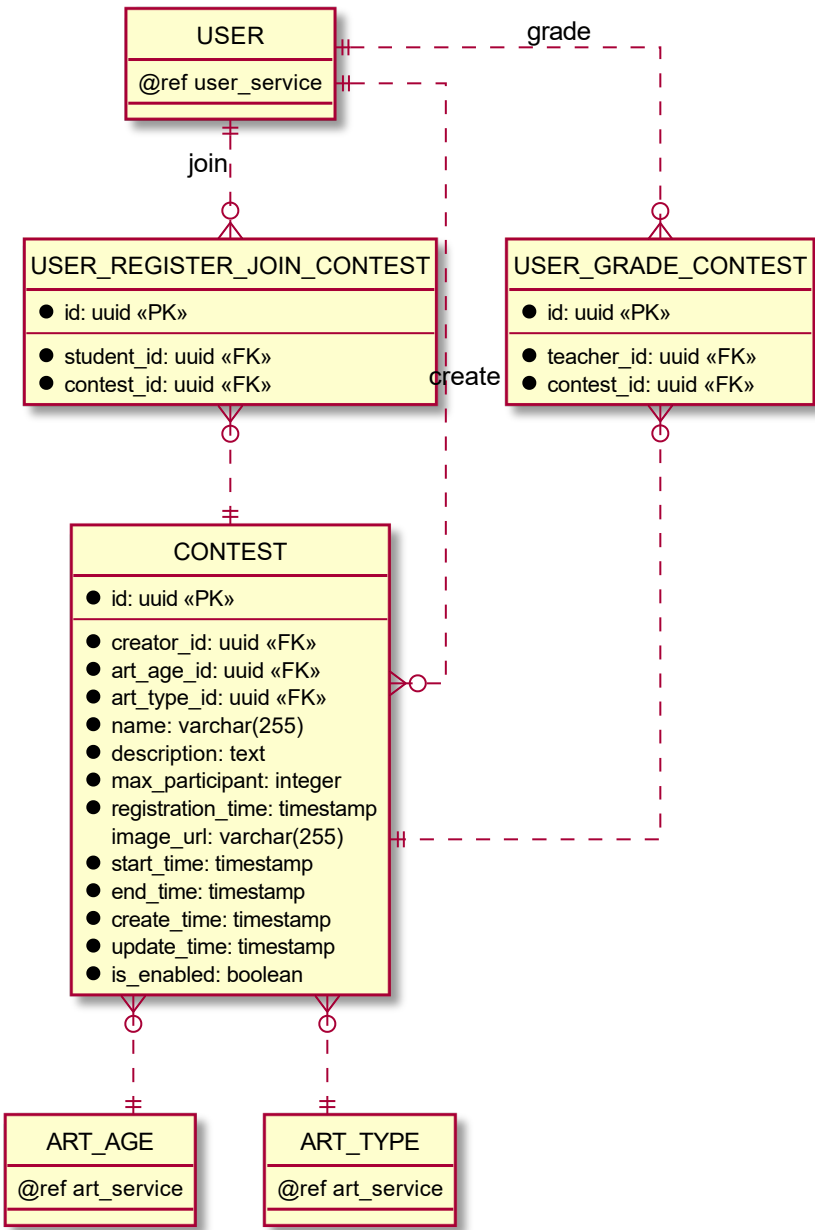 USER
@ref user_service
grade
join
USER_REGISTER_JOIN_CONTEST
id: uuid «PK»
student_id: uuid «FK»
contest_id: uuid «FK»
USER_GRADE_CONTEST
id: uuid «PK»
teacher_id: uuid «FK»
contest_id: uuid «FK»
create
CONTEST
id: uuid «PK»
creator_id: uuid «FK»
art_age_id: uuid «FK»
art_type_id: uuid «FK»
name: varchar(255)
description: text
max_participant: integer
registration_time: timestamp
image_url: varchar(255)
start_time: timestamp
end_time: timestamp
create_time: timestamp
update_time: timestamp
is_enabled: boolean
ART_AGE
@ref art_service
ART_TYPE
@ref art_service